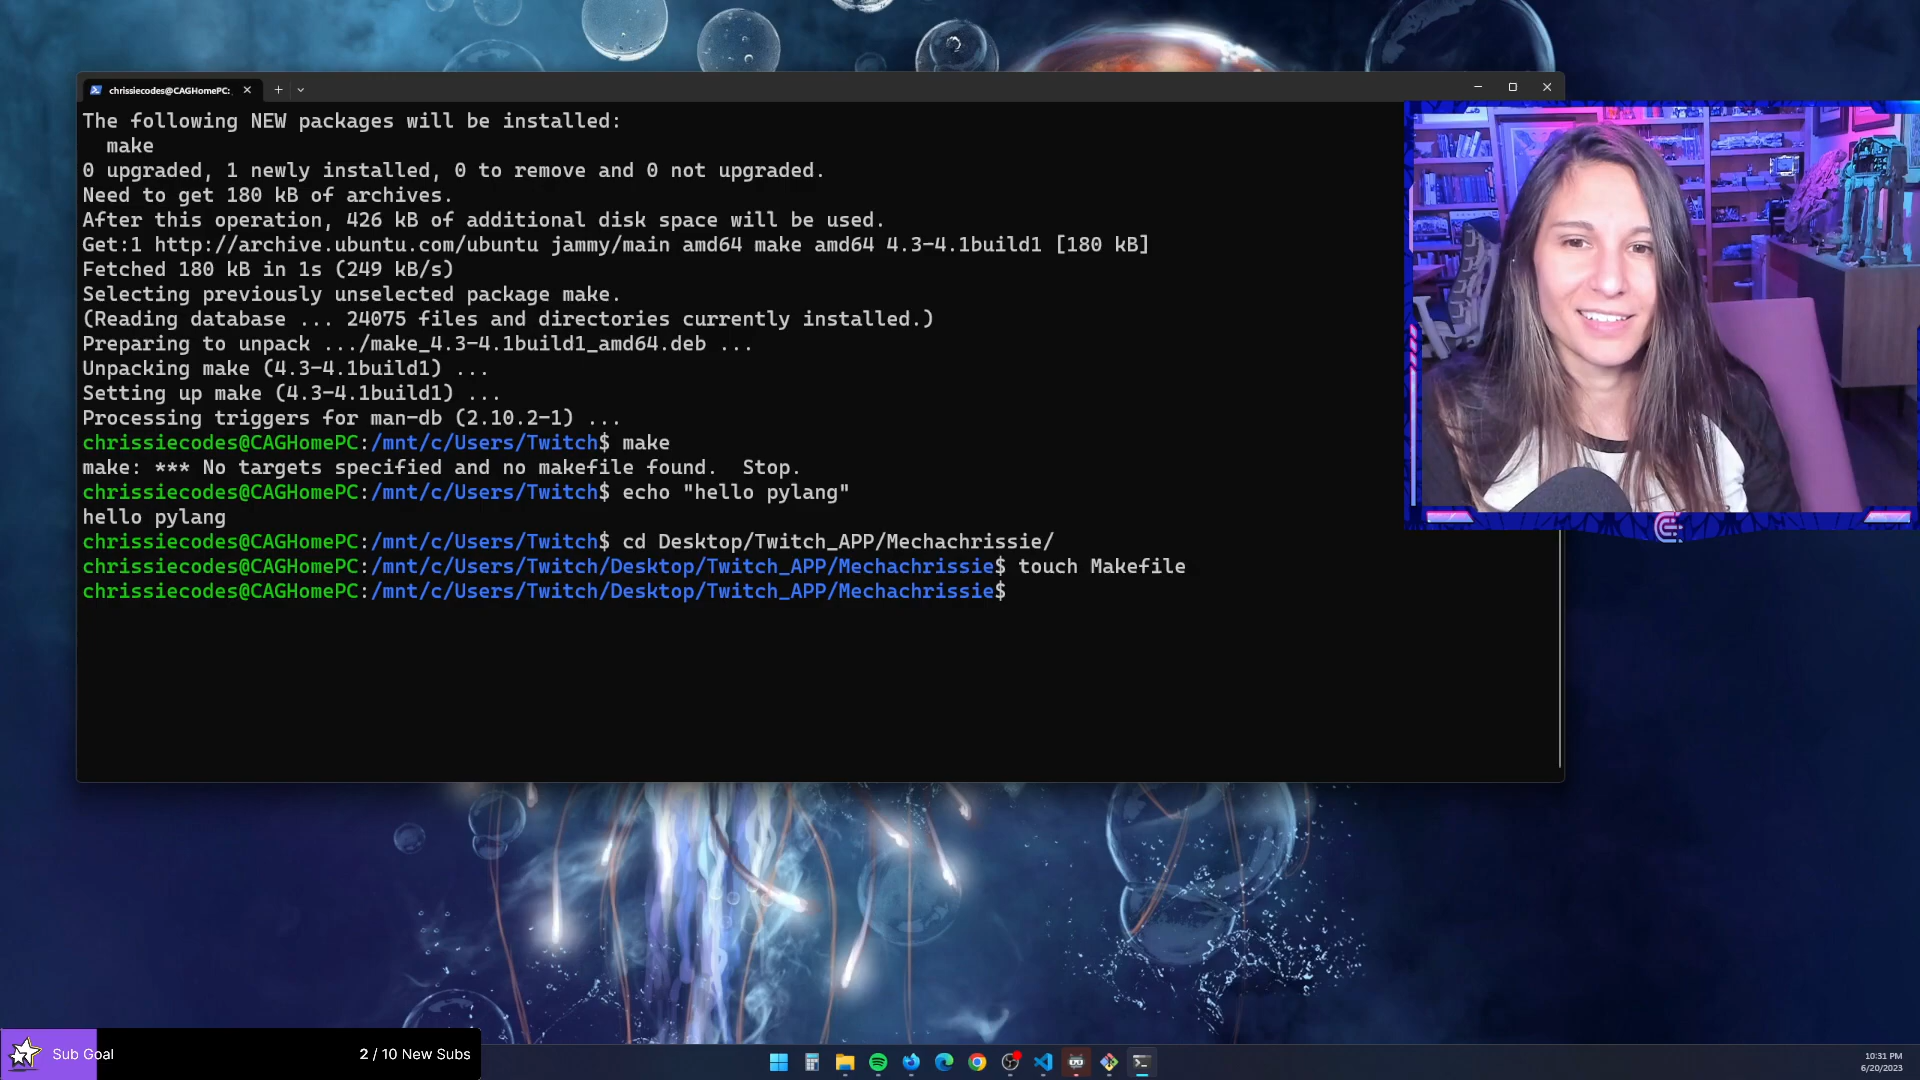 chrissiecodes@CAGHomePC:
The following NEW packages will be installed:
make
0 upgraded, 1 newly installed, 0 to remove and 0 not upgraded.
Need to get 180 kB of archives.
After this operation, 426 kB of additional disk space will be used.
Get:1 http://archive.ubuntu.com/ubuntu jammy/main amd64 make amd64 4.3-4.1build1 [180 kB]
Fetched 180 kB in 1s (249 kB/s)
Selecting previously unselected package make.
(Reading database ... 24075 files and directories currently installed.)
Preparing to unpack .../make_4.3-4.1build1_amd64.deb ...
Unpacking make (4.3-4.1build1) ...
Setting up make (4.3-4.1build1) ...
Processing triggers for man-db (2.10.2-1) ...
chrissiecodes@CAGHomePC:/mnt/c/Users/Twitch$ make
make: *** No targets specified and no makefile found.  Stop.
chrissiecodes@CAGHomePC:/mnt/c/Users/Twitch$ echo "hello pylang"
hello pylang
chrissiecodes@CAGHomePC:/mnt/c/Users/Twitch$ cd Desktop/Twitch_APP/Mechachrissie/
chrissiecodes@CAGHomePC:/mnt/c/Users/Twitch/Desktop/Twitch_APP/Mechachrissie$ touch Makefile
chrissiecodes@CAGHomePC:/mnt/c/Users/Twitch/Desktop/Twitch_APP/Mechachrissie$
Sub Goal
2 / 10 New Subs
10:31 PM
6/20/2023